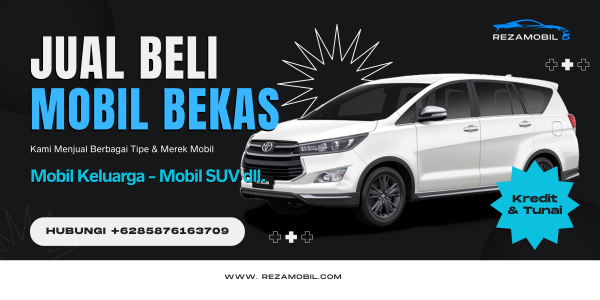 REZAMOBIL
JUAL BELI
MOBIL BEKAS
Kami Menjual Berbagai Tipe & Merek Mobil
Mobil Keluarga - Mobil SUV dll.
Kredit
& Tunai
HUBUNGI +6285876163709
WWW. REZAMOBIL.COM